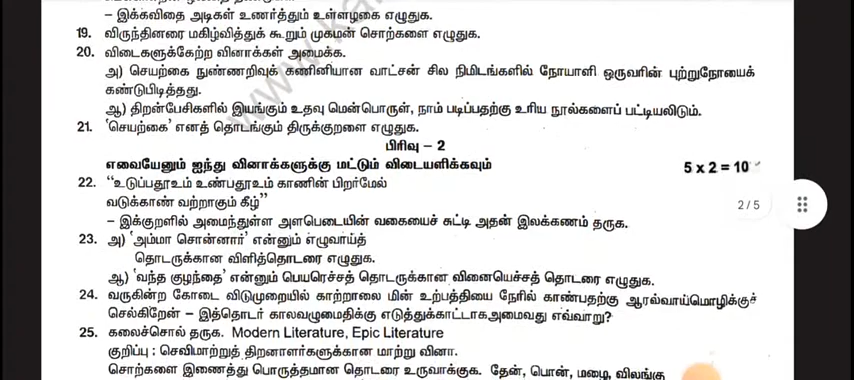 – இக்கவிதை அடிகள் உணர்த்தும் உள்ளழகை எழுதுக.
19. விருந்தினரை மகிழ்வித்துக் கூறும் முகமன் சொற்களை எழுதுக.
20. விடைகளுக்கேற்ற வினாக்கள் அமைக்க.
அ) செயற்கை நுண்ணறிவுக் கணினியான வாட்சன் சில நிமிடங்களில் நோயாளி ஒருவரின் புற்றுநோயைக்
கண்டுபிடித்தது.
ஆ) திறன்பேசிகளில் இயங்கும் உதவு மென்பொருள், நாம் படிப்பதற்கு உரிய நூல்களைப் பட்டியலிடும்.
21. ‘செயற்கை’ எனத் தொடங்கும் திருக்குறளை எழுதுக.
பிரிவு – 2
எவையேனும் ஐந்து வினாக்களுக்கு மட்டும் விடையளிக்கவும் 5 x 2 = 10
22. “உடுப்பதூஉம் உண்பதூஉம் காணின் பிறர்மேல்
வடுக்காண் வற்றாகும் கீழ்” 2 / 5
– இக்குறளில் அமைந்துள்ள அளபெடையின் வகையைச் சுட்டி அதன் இலக்கணம் தருக.
23. அ) ‘அம்மா சொன்னார்’ என்னும் எழுவாய்த்
தொடருக்கான விளித்தொடரை எழுதுக.
ஆ) ‘வந்த குழந்தை’ என்னும் பெயரெச்சத் தொடருக்கான வினையெச்சத் தொடரை எழுதுக.
24. வருகின்ற கோடை விடுமுறையில் காற்றாலை மின் உற்பத்தியை நேரில் காண்பதற்கு ஆரல்வாய்மொழிக்குச்
செல்கிறேன் – இத்தொடர் காலவழுமைதிக்கு எடுத்துக்காட்டாகஅமைவது எவ்வாறு?
25. கலைச்சொல் தருக. Modern Literature, Epic Literature
குறிப்பு : செவிமாற்றுத் திறனாளர்களுக்கான மாற்று வினா.
சொற்களை இணைத்து பொருத்தமான தொடரை உருவாக்குக. தேன், பொன், மழை, விலங்கு